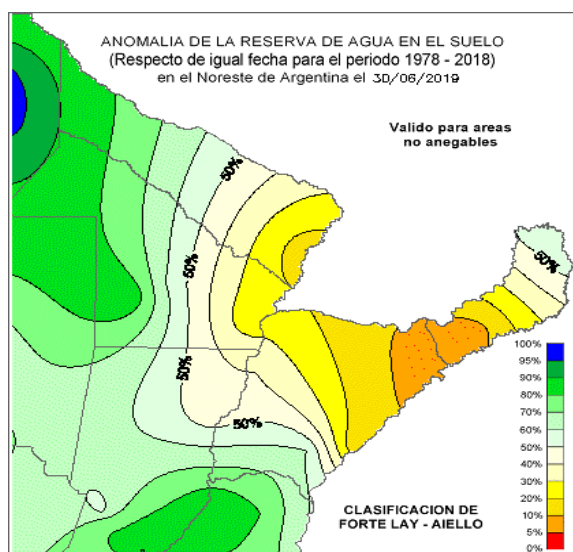 ANOMALIA DE LA RESERVA DE AGUA EN EL SUELO
(Respecto de igual fecha para el periodo 1978 - 2018)
en el Noreste de Argentina el 30/06/2019
Valido para areas
no anegables
50%
50%
50%
50%
50%
100%
95%
90%
80%
70%
60%
50%
40%
30%
20%
10%
5%
0%
CLASIFICACION DE
FORTE LAY - AIELLO